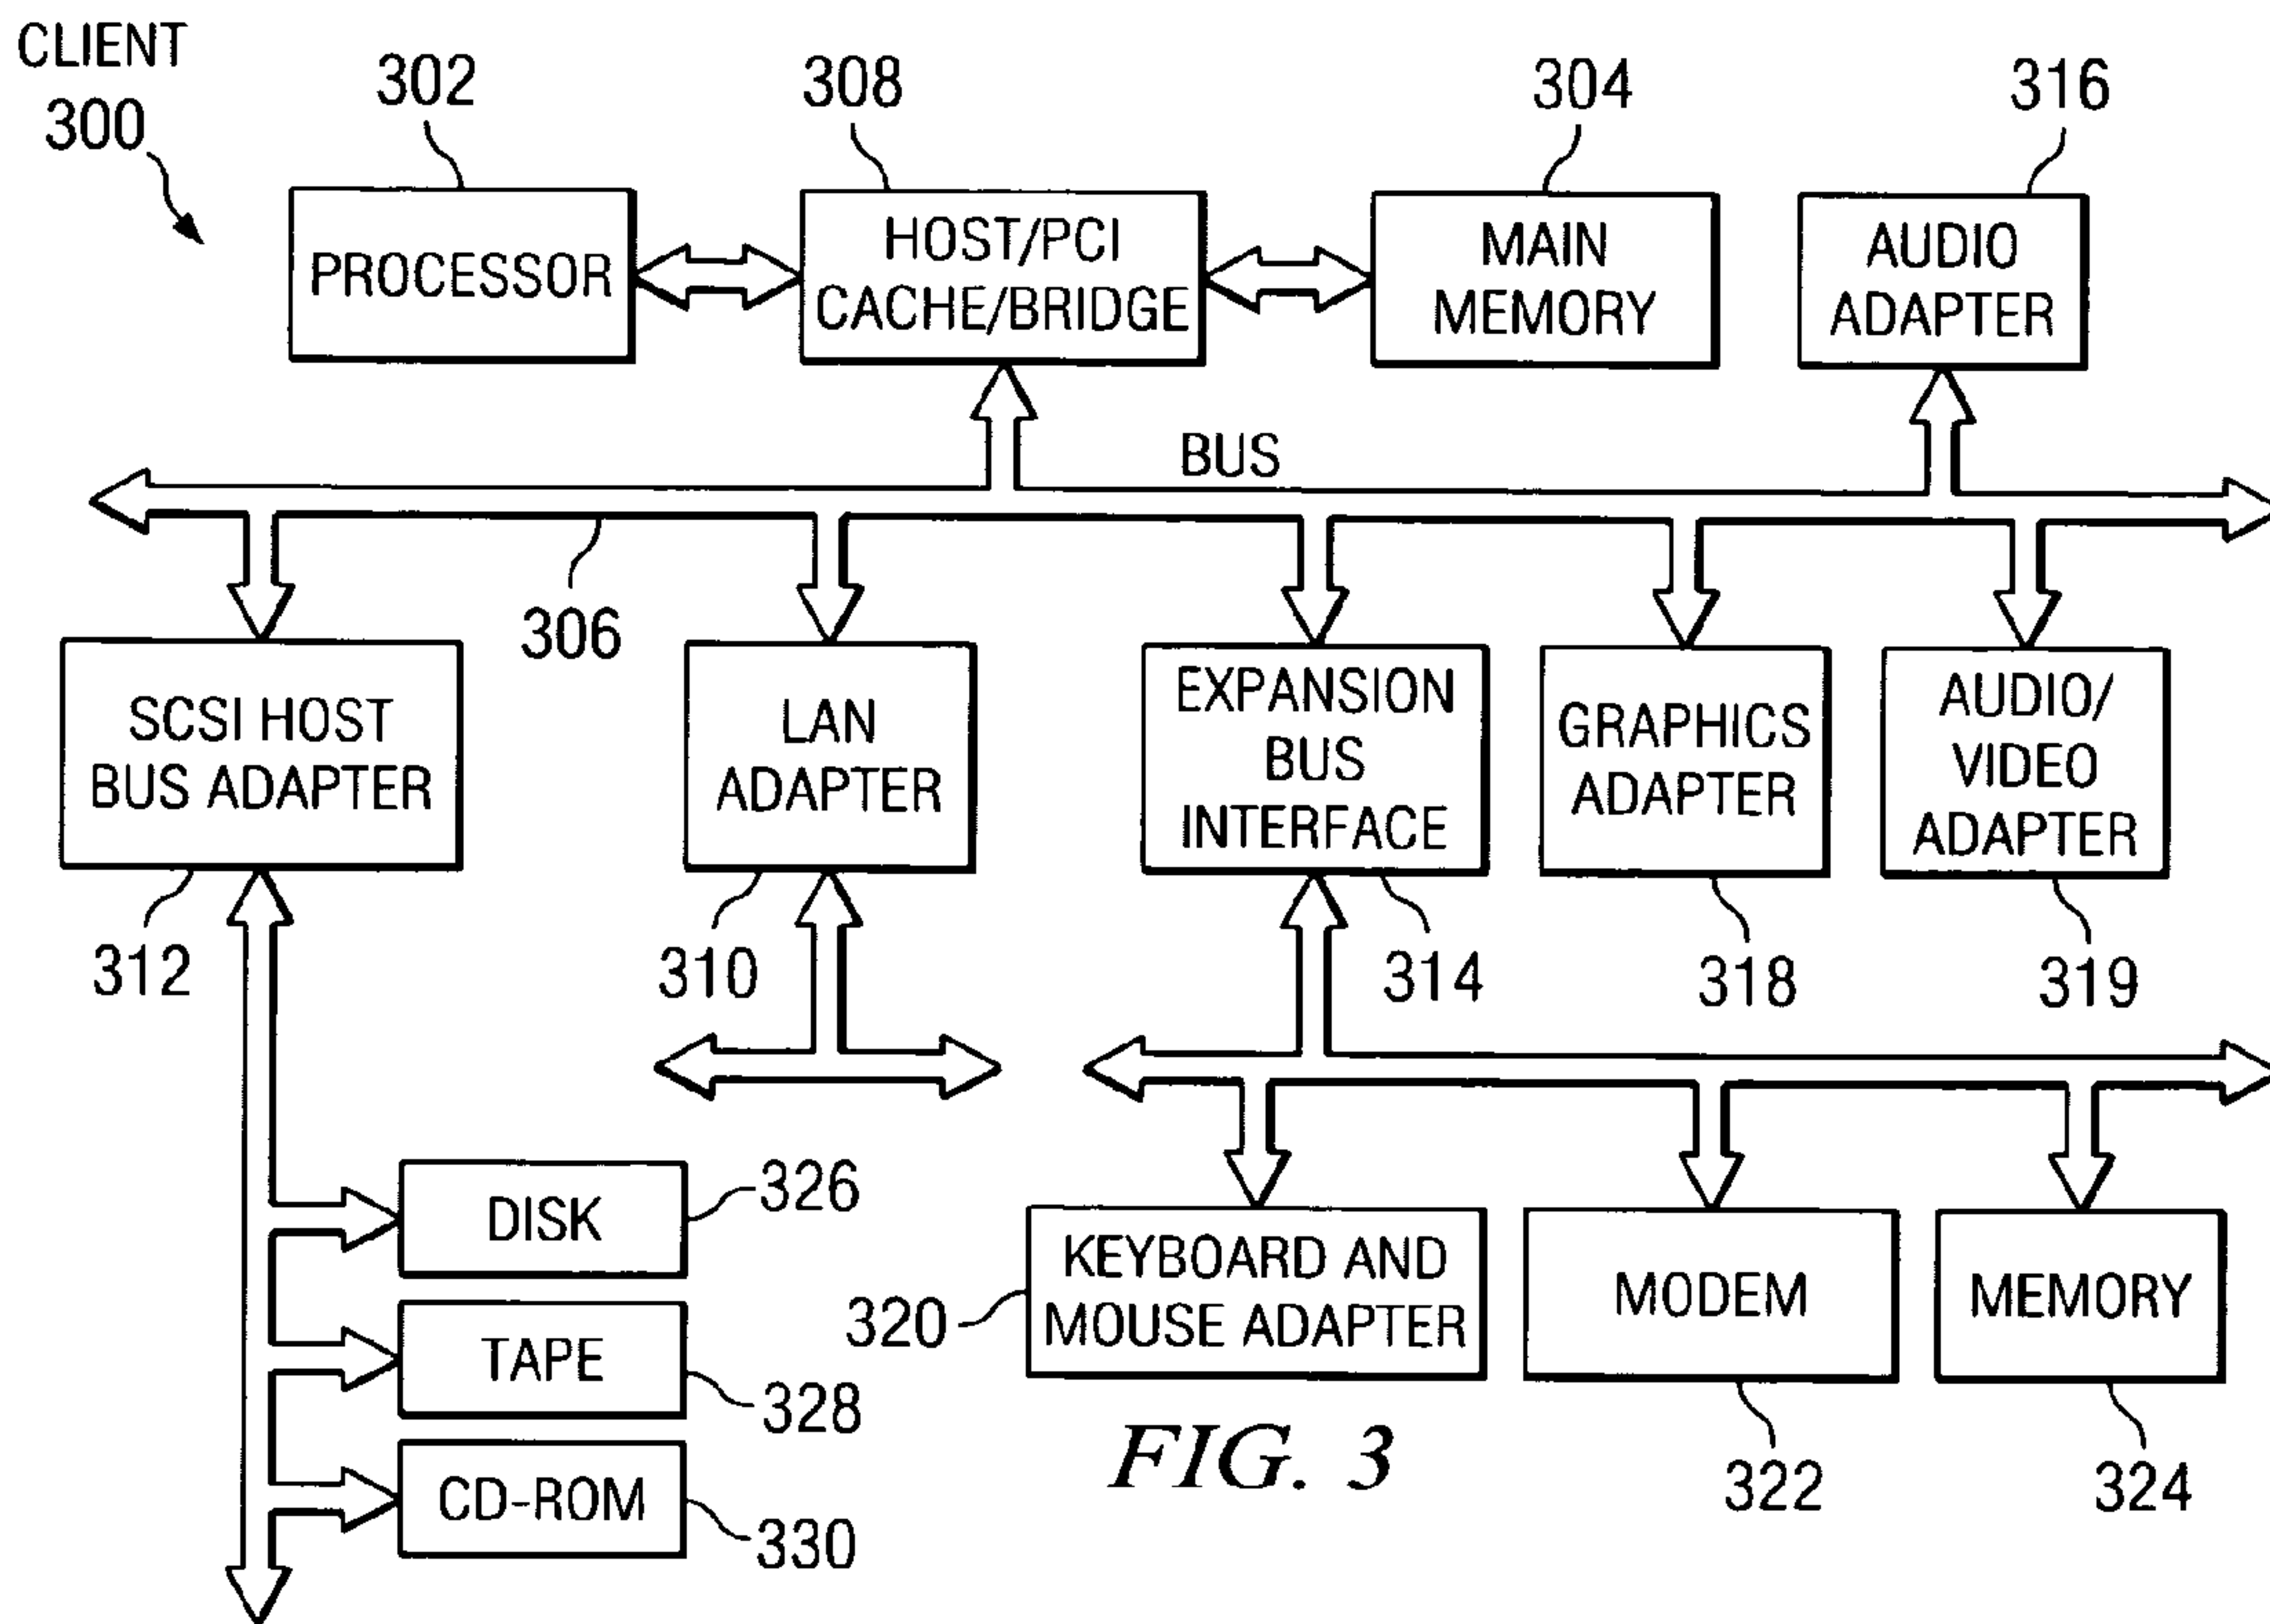 CLIENT
300
302
308
304
316
PROCESSOR
HOST/PCI
CACHE/BRIDGE
MAIN
MEMORY
AUDIO
ADAPTER
BUS
306
SCSI HOST
BUS ADAPTER
LAN
ADAPTER
EXPANSION
BUS
INTERFACE
GRAPHICS
ADAPTER
AUDIO/
VIDEO
ADAPTER
312
310
314
318
319
DISK
326
TAPE
328
CD-ROM
330
320
KEYBOARD AND
MOUSE ADAPTER
MODEM
MEMORY
322
324
FIG. 3